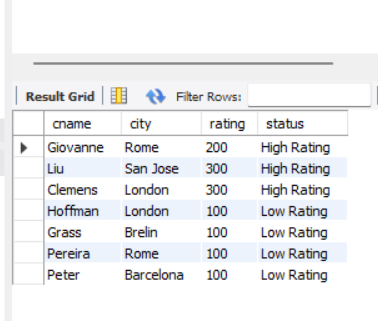 Result Grid Filter Rows:
cname city rating status
Giovanne Rome 200 High Rating
Liu San Jose 300 High Rating
Clemens London 300 High Rating
Hoffman London 100 Low Rating
Grass Brelin 100 Low Rating
Pereira Rome 100 Low Rating
Peter Barcelona 100 Low Rating